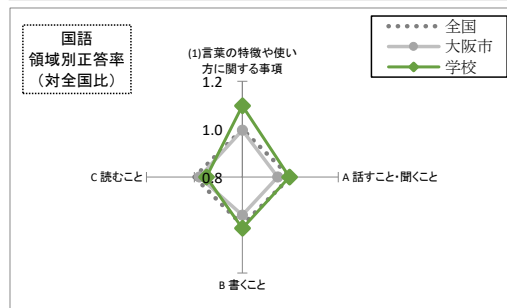 国語
領域別正答率
（対全国比）
(1)言葉の特徴や使い
方に関する事項
全国
大阪市
学校
1.2
1.0
0.8
C 読むこと
A 話すこと・聞くこと
B 書くこと